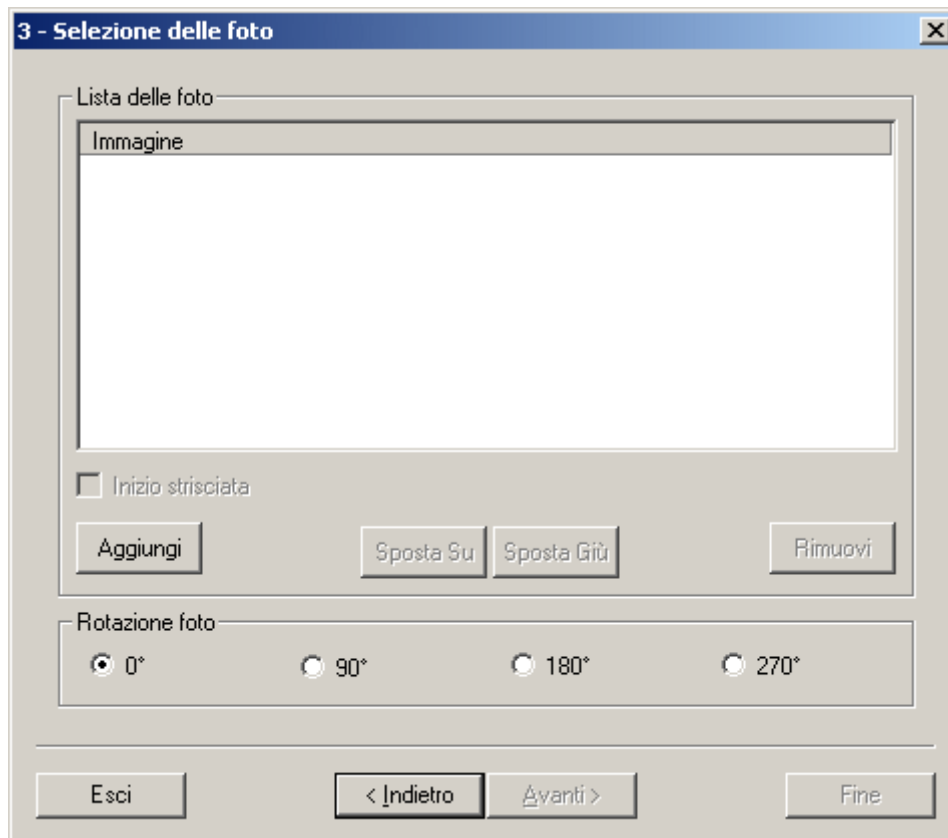 3 - Selezione delle foto
Lista delle foto
Immagine
Inizio strisciata
Aggiungi
Sposta Su
Sposta Giù
Rimuovi
Rotazione foto
0°
90°
180°
270°
Esci
< Indietro
Avanti >
Fine